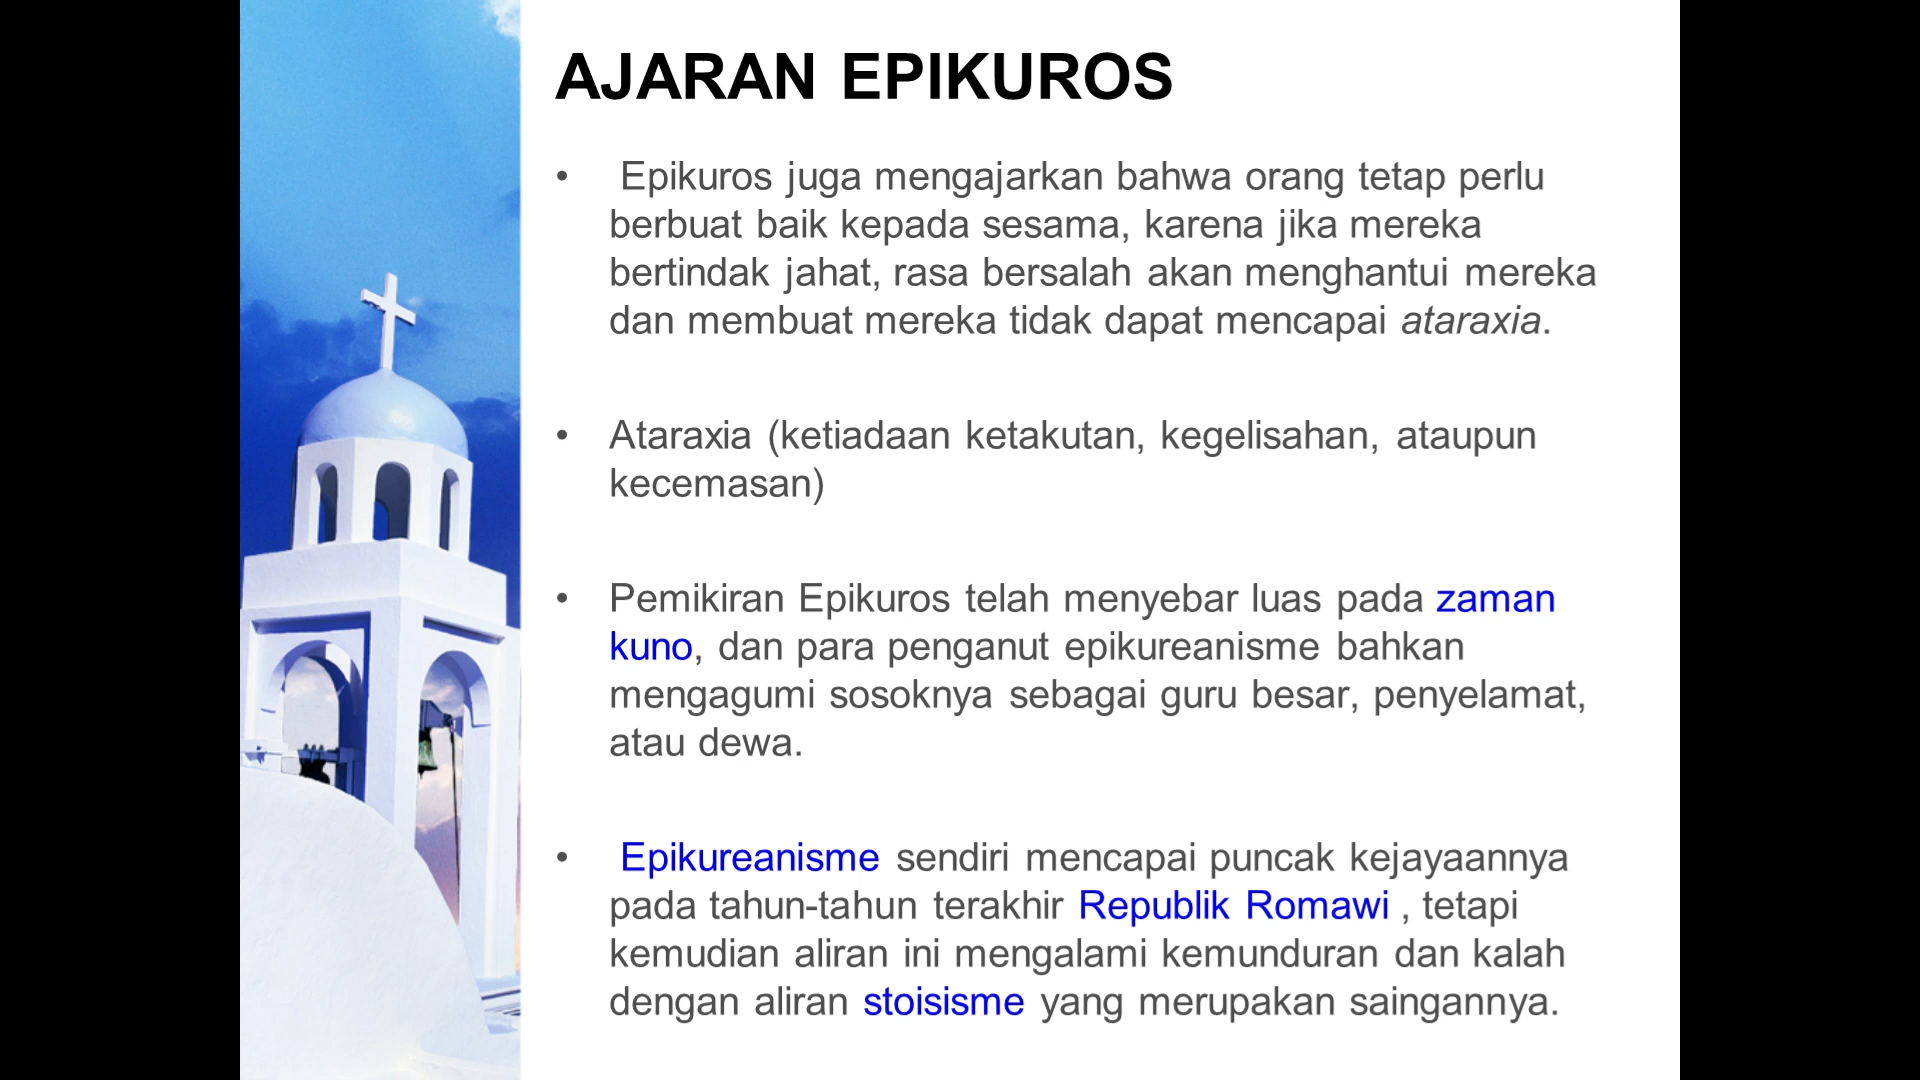 AJARAN EPIKUROS
• Epikuros juga mengajarkan bahwa orang tetap perlu
berbuat baik kepada sesama, karena jika mereka
bertindak jahat, rasa bersalah akan menghantui mereka
dan membuat mereka tidak dapat mencapai ataraxia.
• Ataraxia (ketiadaan ketakutan, kegelisahan, ataupun
kecemasan)
• Pemikiran Epikuros telah menyebar luas pada zaman
kuno, dan para penganut epikureanisme bahkan
mengagumi sosoknya sebagai guru besar, penyelamat,
atau dewa.
• Epikureanisme sendiri mencapai puncak kejayaannya
pada tahun-tahun terakhir Republik Romawi , tetapi
kemudian aliran ini mengalami kemunduran dan kalah
dengan aliran stoisisme yang merupakan saingannya.